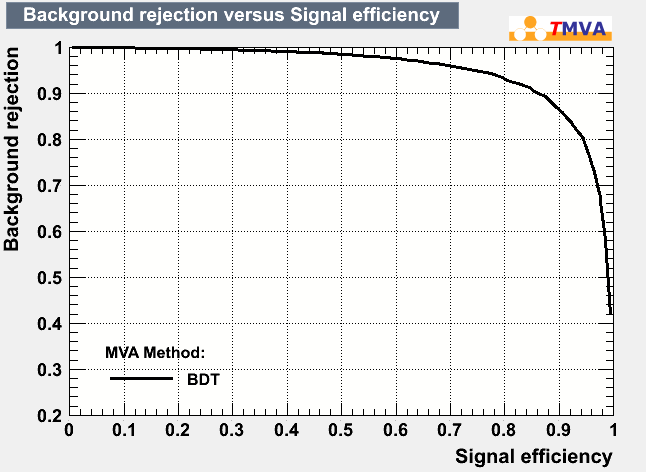 Background rejection versus Signal efficiency
TMVA
Background rejection
1
0.9
0.8
0.7
0.6
0.5
0.4
0.3
0.2
MVA Method:
BDT
0 0.1 0.2 0.3 0.4 0.5 0.6 0.7 0.8 0.9 1
Signal efficiency